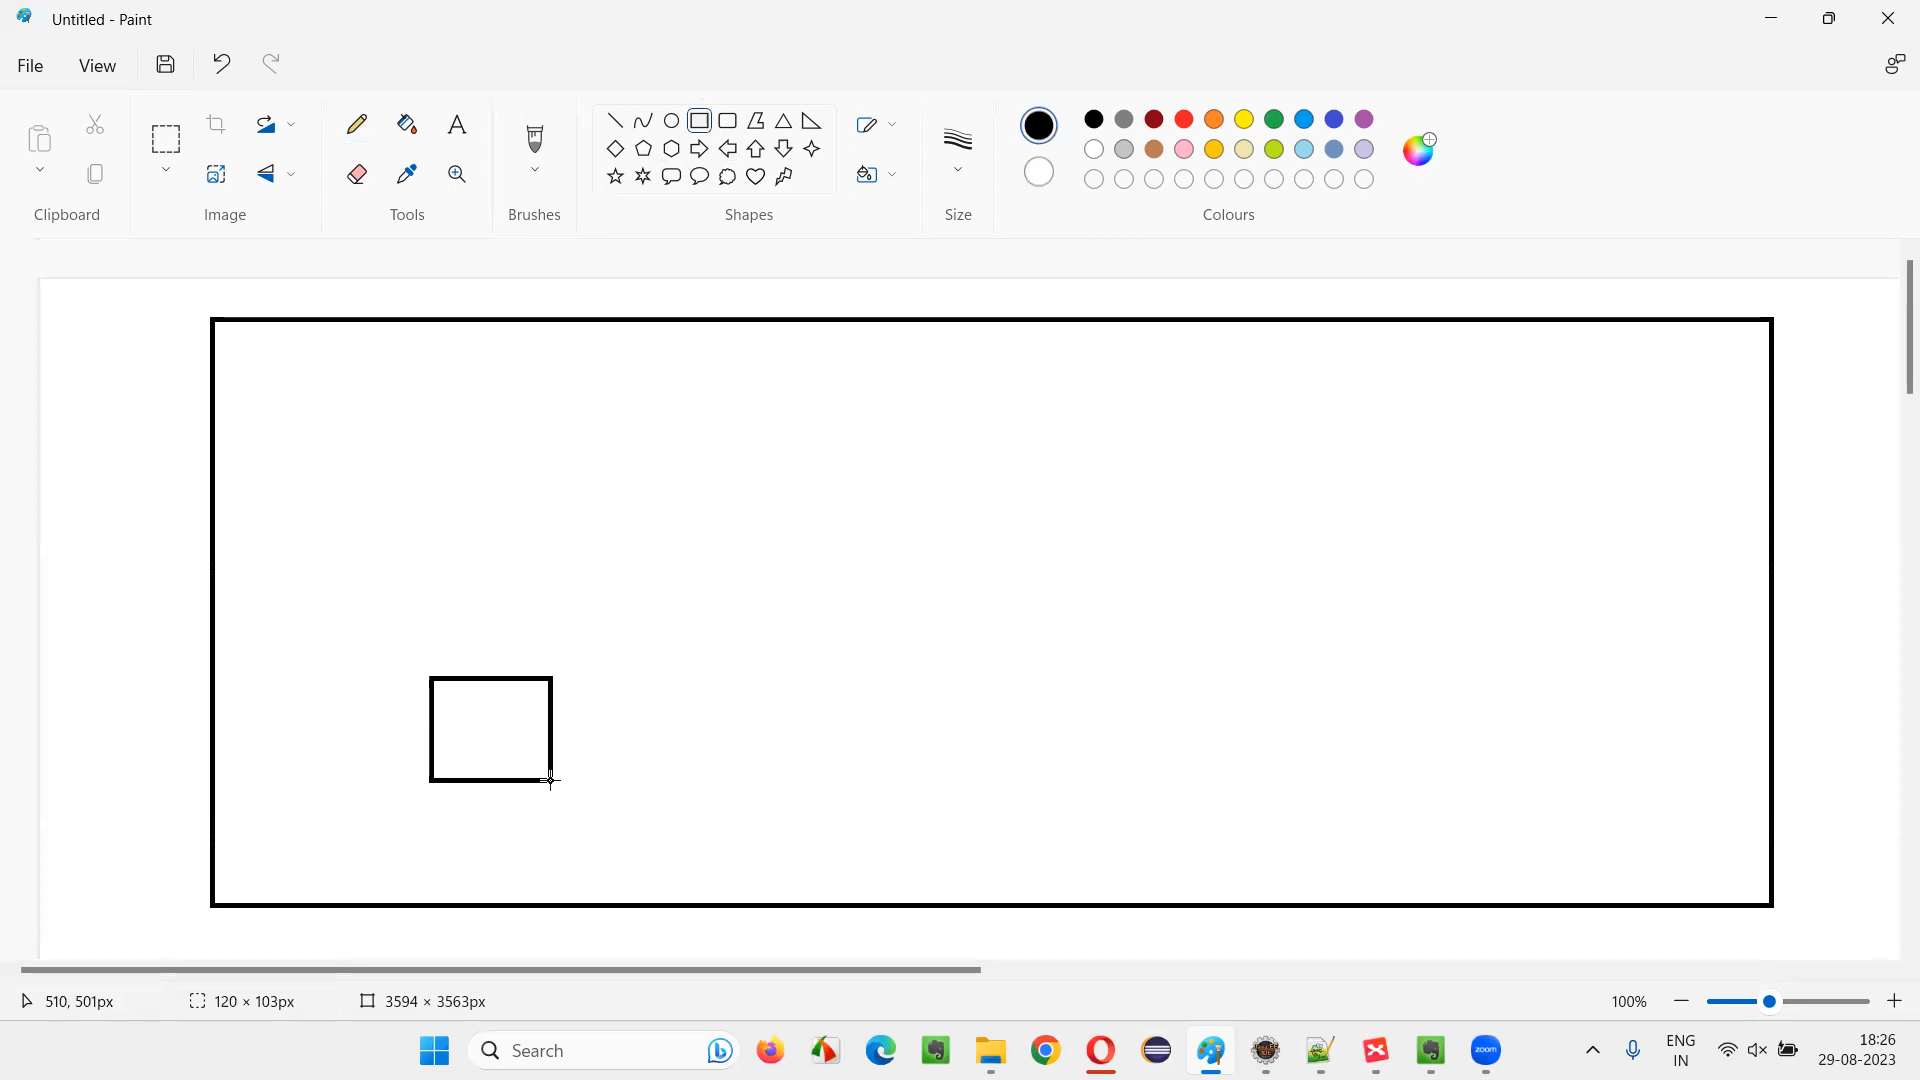 Untitled - Paint
File View
Clipboard Image Tools Brushes Shapes Size Colours
510, 501px 120 × 103px 3594 × 3563px 100%
Search zoom ENG 18:26
IN 29-08-2023